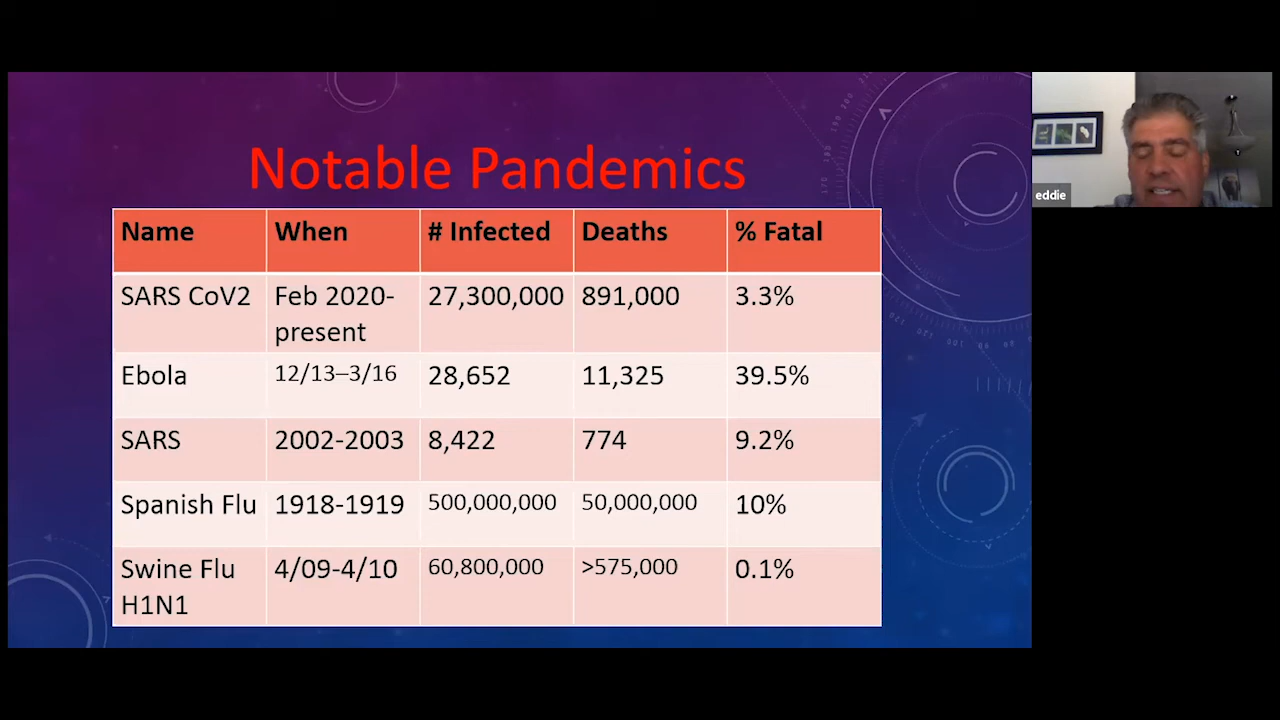 Notable Pandemics
Name When # Infected Deaths % Fatal
SARS CoV2 Feb 2020- 27,300,000 891,000 3.3%
present
Ebola 12/13–3/16 28,652 11,325 39.5%
SARS 2002-2003 8,422 774 9.2%
Spanish Flu 1918-1919 500,000,000 50,000,000 10%
Swine Flu 4/09-4/10 60,800,000 >575,000 0.1%
H1N1
eddie